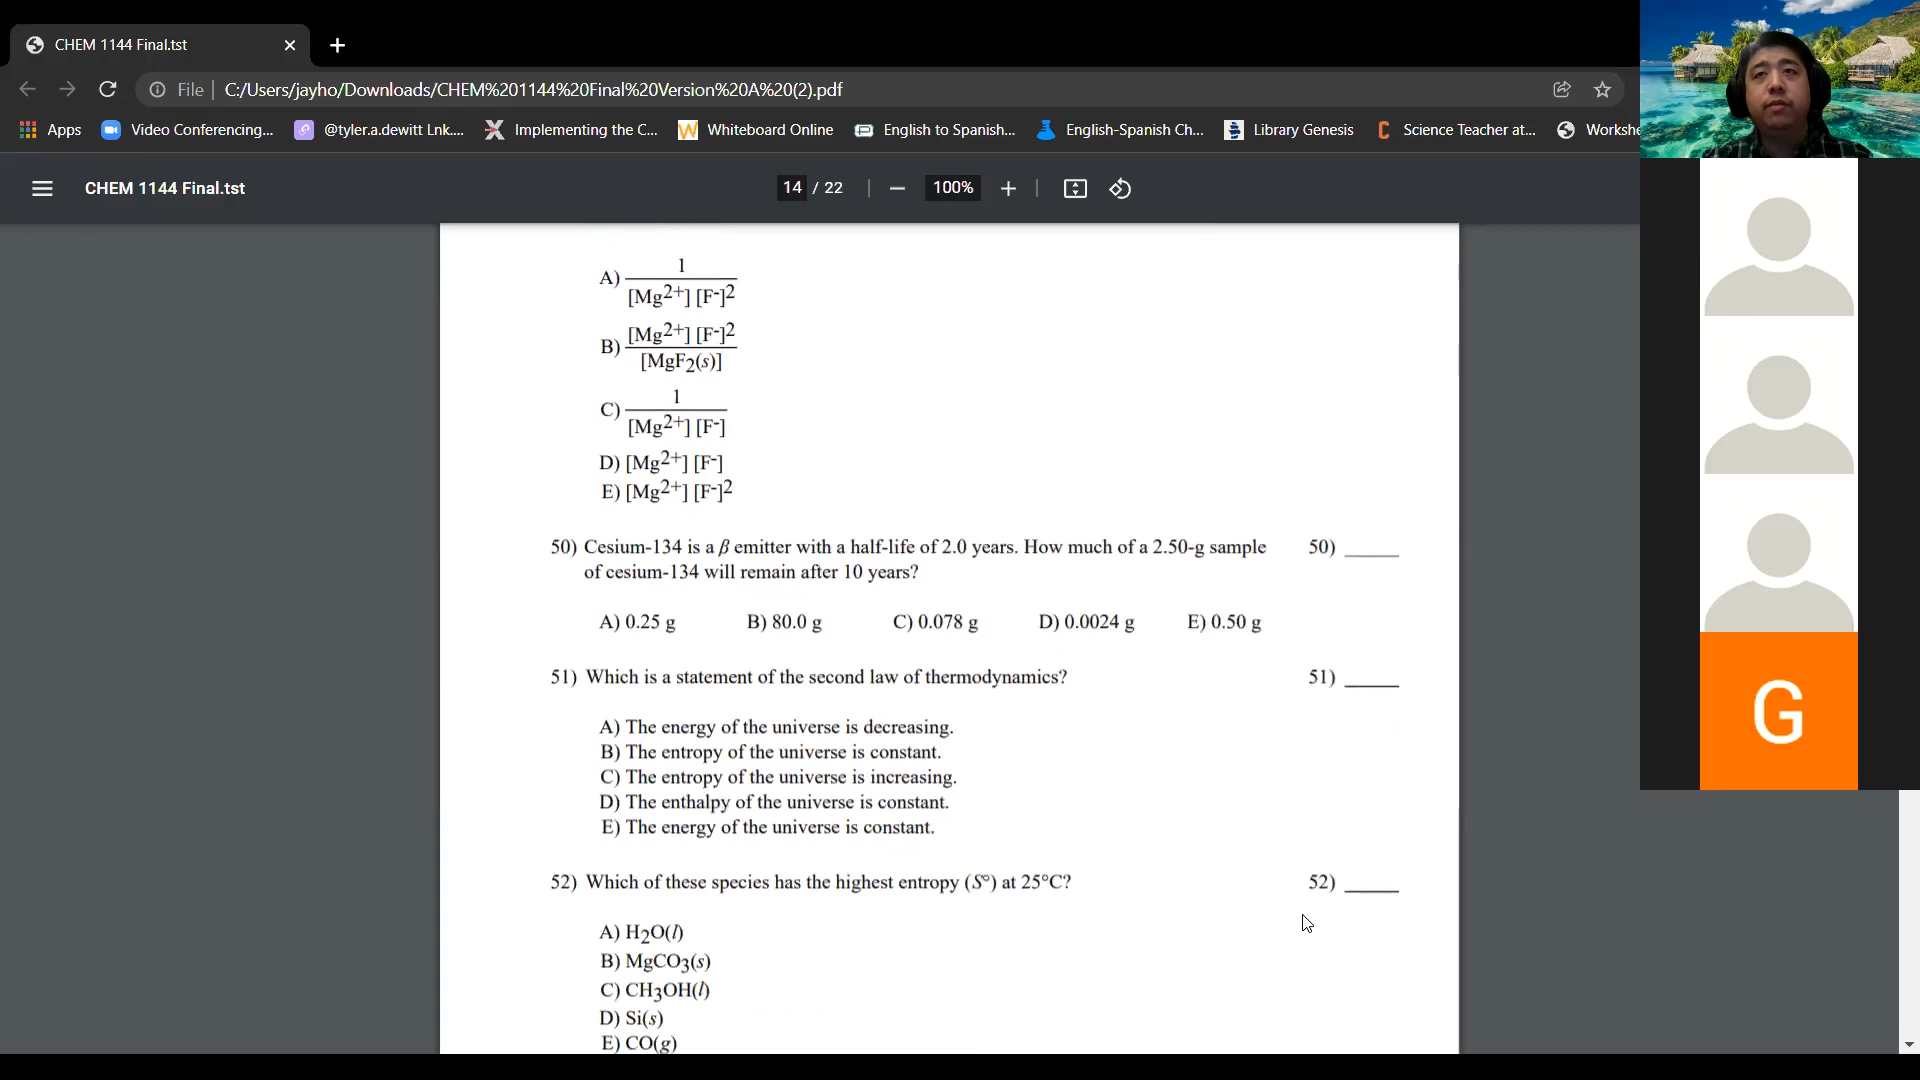 CHEM 1144 Final.tst
File | C:/Users/jayho/Downloads/CHEM%201144%20Final%20Version%20A%20(2).pdf
Apps Video Conferencing... @tyler.a.dewitt Lnk.... Implementing the C... Whiteboard Online English to Spanish... English-Spanish Ch... Library Genesis Science Teacher at... Workshe
CHEM 1144 Final.tst 14 / 22 100%
A) 1 / [Mg2+] [F-]2
B) [Mg2+] [F-]2 / [MgF2(s)]
C) 1 / [Mg2+] [F-]
D) [Mg2+] [F-]
E) [Mg2+] [F-]2
50) Cesium-134 is a β emitter with a half-life of 2.0 years. How much of a 2.50-g sample 50) _____
of cesium-134 will remain after 10 years?
A) 0.25 g B) 80.0 g C) 0.078 g D) 0.0024 g E) 0.50 g
51) Which is a statement of the second law of thermodynamics? 51) _____
A) The energy of the universe is decreasing.
B) The entropy of the universe is constant.
C) The entropy of the universe is increasing.
D) The enthalpy of the universe is constant.
E) The energy of the universe is constant.
52) Which of these species has the highest entropy (S°) at 25°C? 52) _____
A) H2O(l)
B) MgCO3(s)
C) CH3OH(l)
D) Si(s)
E) CO(g)
G